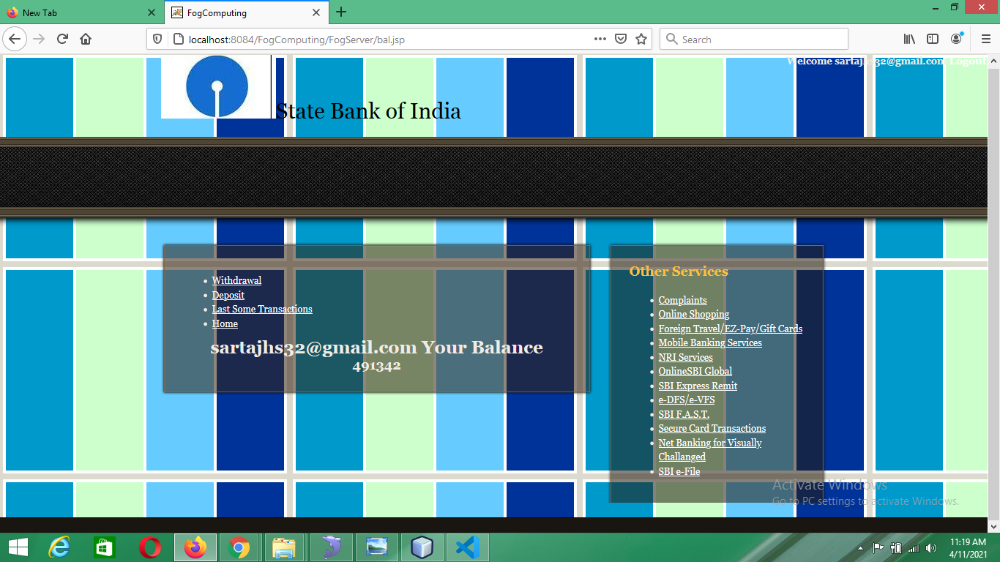 New Tab
FogComputing
localhost:8084/FogComputing/FogServer/bal.jsp
Search
Welcome sartajhs32@gmail.com Logout
State Bank of India
Withdrawal
Deposit
Last Some Transactions
Home
sartajhs32@gmail.com Your Balance
491342
Other Services
Complaints
Online Shopping
Foreign Travel/EZ-Pay/Gift Cards
Mobile Banking Services
NRI Services
OnlineSBI Global
SBI Express Remit
e-DFS/e-VFS
SBI F.A.S.T.
Secure Card Transactions
Net Banking for Visually
Challanged
SBI e-File
Activate Windows
Go to PC settings to activate Windows.
11:19 AM
4/11/2021